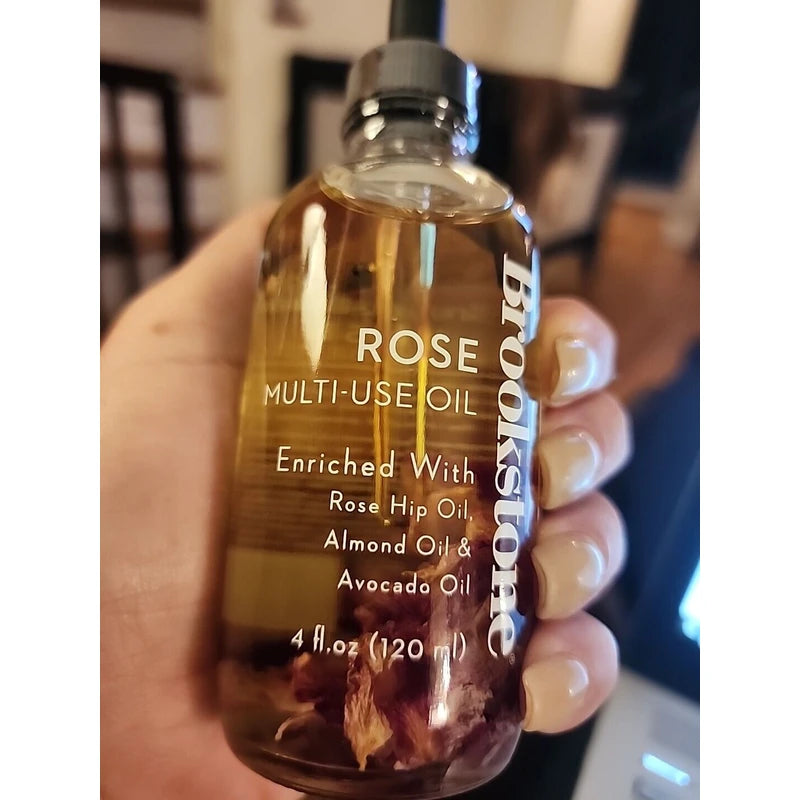 ROSE
MULTI-USE OIL
Enriched With
Rose Hip Oil,
Almond Oil &
Avocado Oil
4 fl.oz (120 ml)
Brookstone®